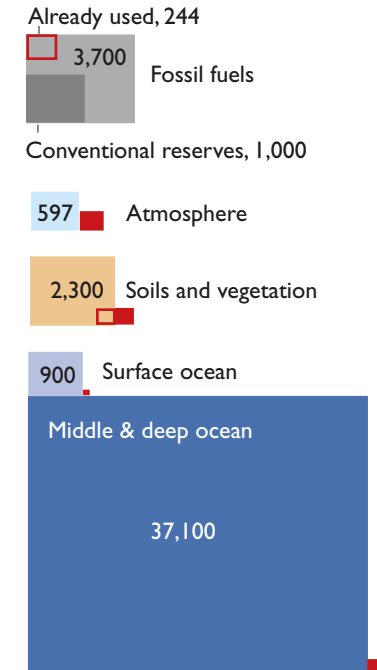 Already used, 244
3,700
Fossil fuels
Conventional reserves, 1,000
597
Atmosphere
2,300
Soils and vegetation
900
Surface ocean
Middle & deep ocean
37,100